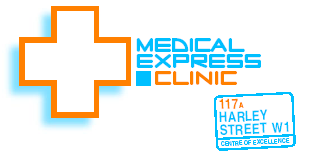 MEDICAL
EXPRESS
CLINIC
117A
HARLEY
STREET W1
CENTRE OF EXCELLENCE